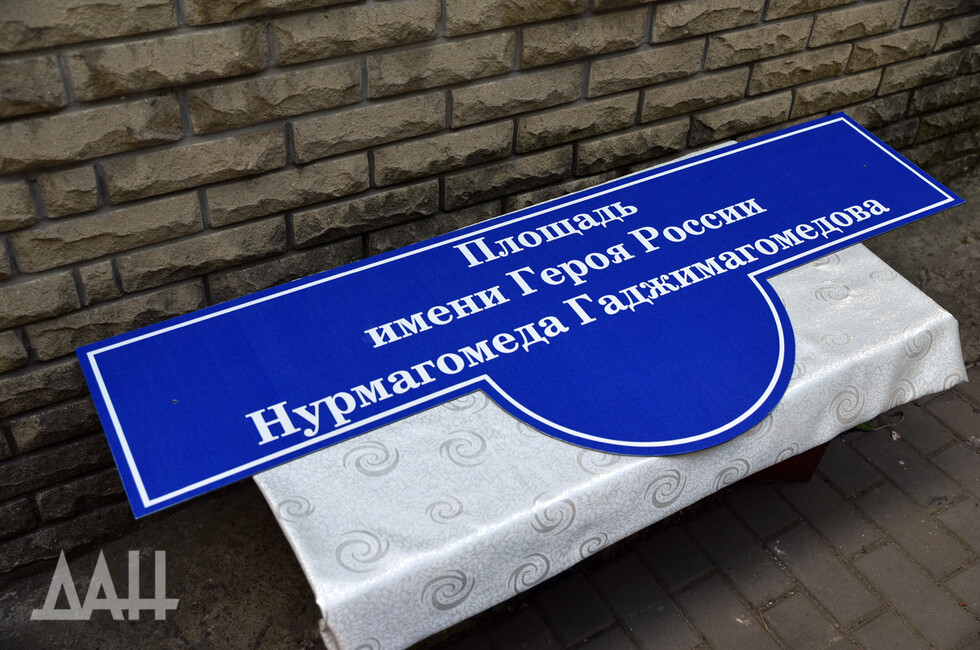 Площадь
имени Героя России
Нурмагомеда Гаджимагомедова
ДАН